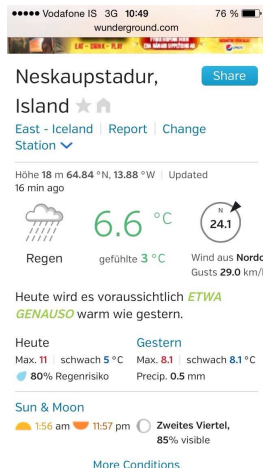 Vodafone IS 3G 10:49 76 %
wunderground.com
EAT - DRINK - PLAY
Neskaupstadur,
Island
Share
East - Iceland | Report | Change
Station
Höhe 18 m 64.84 °N, 13.88 °W | Updated
16 min ago
6.6 °C
N
24.1
Regen
gefühlte 3 °C
Wind aus Nordo
Gusts 29.0 km/
Heute wird es voraussichtlich ETWA
GENAUSO warm wie gestern.
Heute
Gestern
Max. 11 | schwach 5 °C
Max. 8.1 | schwach 8.1 °C
80% Regenrisiko
Precip. 0.5 mm
Sun & Moon
1:56 am 11:57 pm
Zweites Viertel,
85% visible
More Conditions